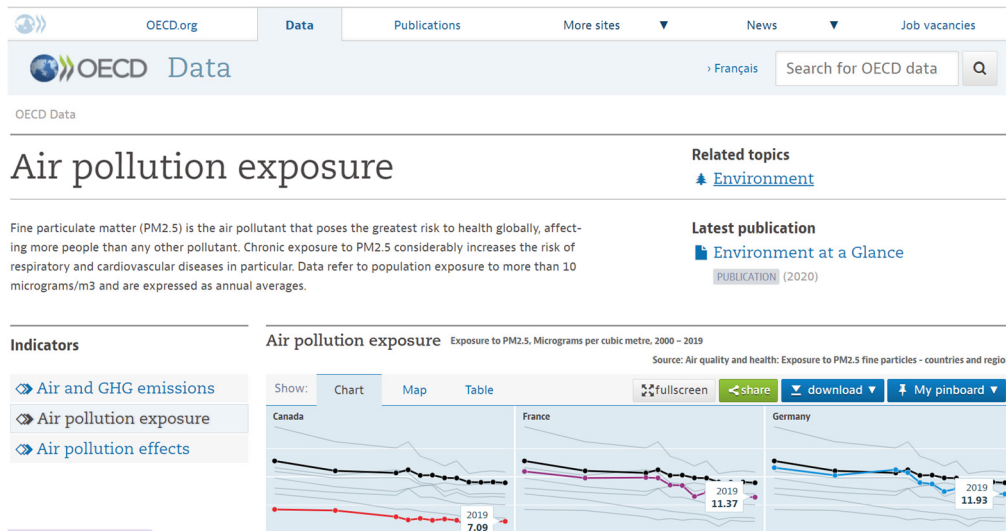 OECD.org Data Publications More sites ▼ News ▼ Job vacancies
OECD Data
› Français
Search for OECD data
OECD Data
Air pollution exposure
Related topics
Environment
Fine particulate matter (PM2.5) is the air pollutant that poses the greatest risk to health globally, affect-
ing more people than any other pollutant. Chronic exposure to PM2.5 considerably increases the risk of
respiratory and cardiovascular diseases in particular. Data refer to population exposure to more than 10
micrograms/m3 and are expressed as annual averages.
Latest publication
Environment at a Glance
PUBLICATION (2020)
Indicators
Air and GHG emissions
Air pollution exposure
Air pollution effects
Air pollution exposure Exposure to PM2.5, Micrograms per cubic metre, 2000 – 2019
Source: Air quality and health: Exposure to PM2.5 fine particles - countries and regio
Show: Chart Map Table fullscreen share download ▼ My pinboard ▼
Canada France Germany
2019
7.09
2019
11.37
2019
11.93